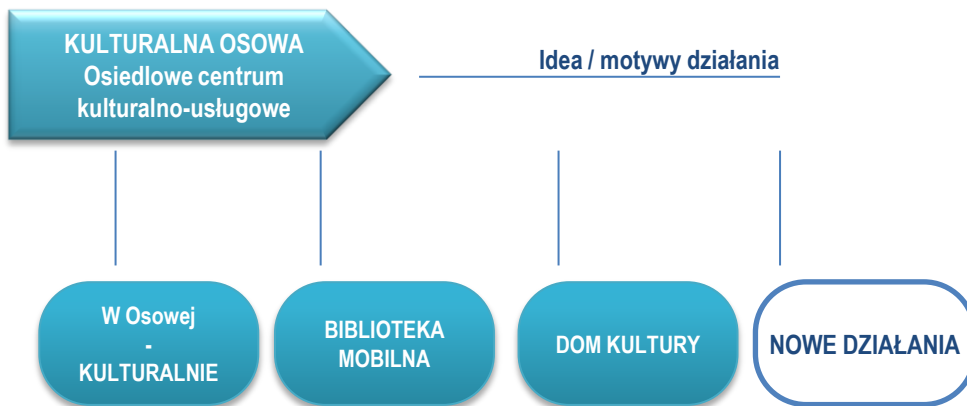 KULTURALNA OSOWA
Osiedlowe centrum
kulturalno-usługowe
Idea / motywy działania
W Osowej
-
KULTURALNIE
BIBLIOTEKA
MOBILNA
DOM KULTURY
NOWE DZIAŁANIA